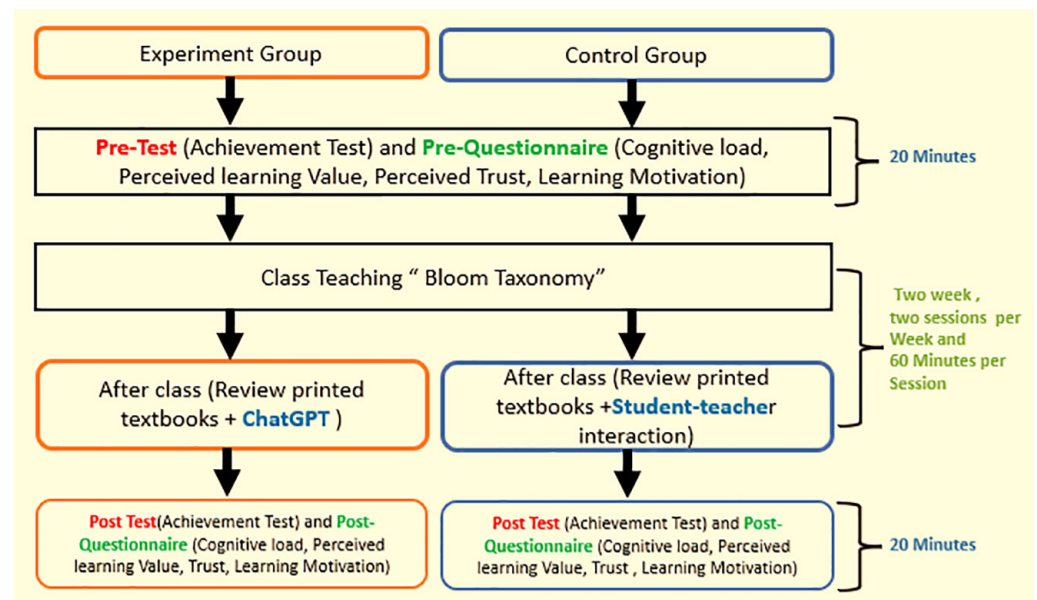 Experiment Group
Control Group
Pre-Test (Achievement Test) and Pre-Questionnaire (Cognitive load,
Perceived learning Value, Perceived Trust, Learning Motivation)
20 Minutes
Class Teaching “ Bloom Taxonomy”
Two week ,
two sessions per
Week and
60 Minutes per
Session
After class (Review printed
textbooks + ChatGPT )
After class (Review printed
textbooks +Student-teacher
interaction)
Post Test(Achievement Test) and Post-
Questionnaire (Cognitive load, Perceived
learning Value, Trust, Learning Motivation)
Post Test (Achievement Test) and Post-
Questionnaire (Cognitive load, Perceived
learning Value, Trust , Learning Motivation)
20 Minutes